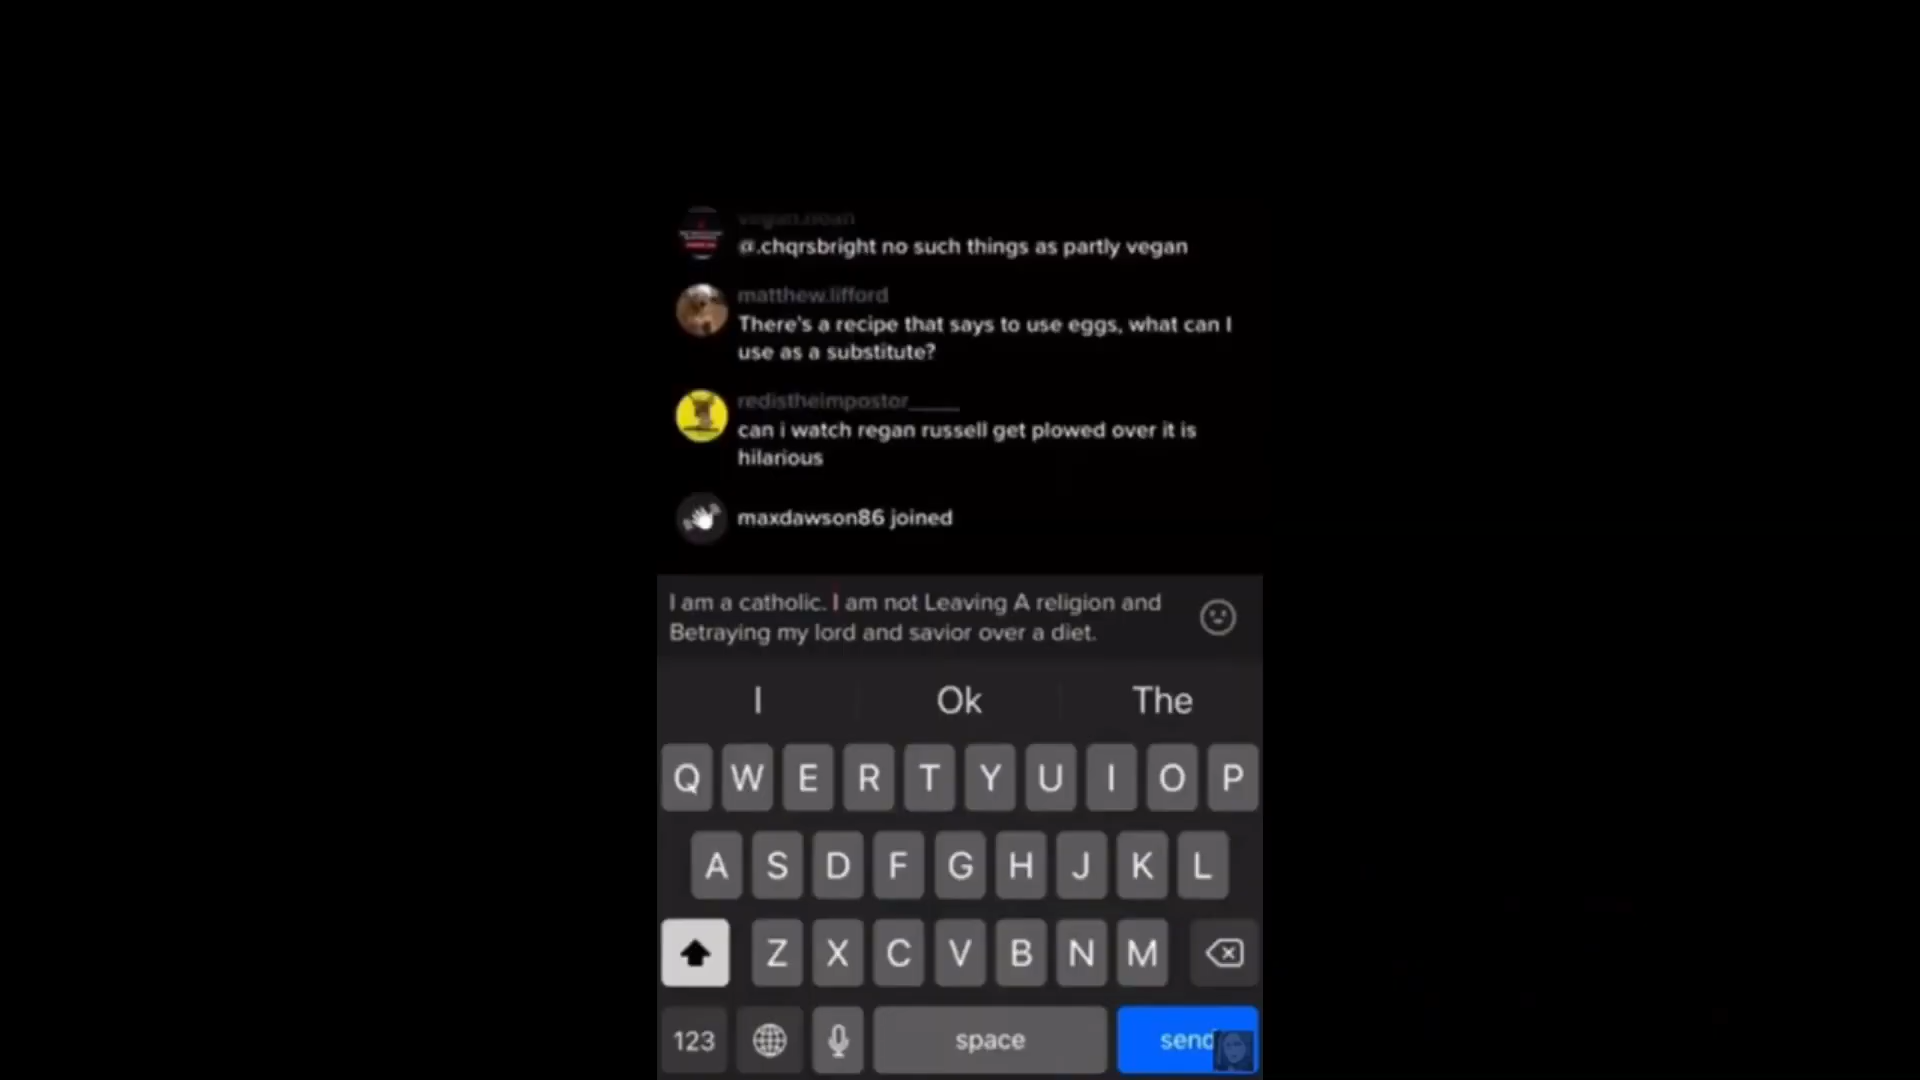 @.chqrsbright no such things as partly vegan
matthew.lifford
There's a recipe that says to use eggs, what can I
use as a substitute?
redistheimpostor_____
can i watch regan russell get plowed over it is
hilarious
maxdawson86 joined
I am a catholic. I am not Leaving A religion and
Betraying my lord and savior over a diet.
I Ok The
Q W E R T Y U I O P
A S D F G H J K L
Z X C V B N M
123 space send